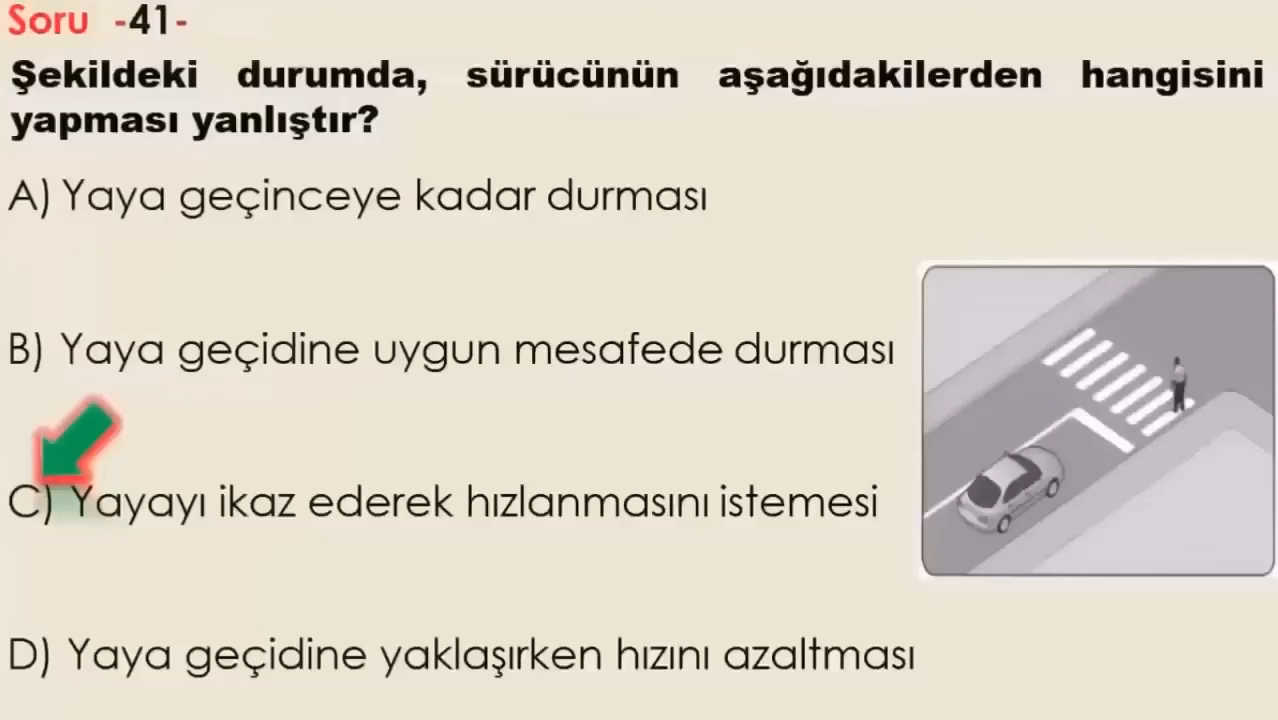 Soru -41-
Şekildeki durumda, sürücünün aşağıdakilerden hangisini
yapması yanlıştır?
A) Yaya geçinceye kadar durması
B) Yaya geçidine uygun mesafede durması
C) Yayayı ikaz ederek hızlanmasını istemesi
D) Yaya geçidine yaklaşırken hızını azaltması